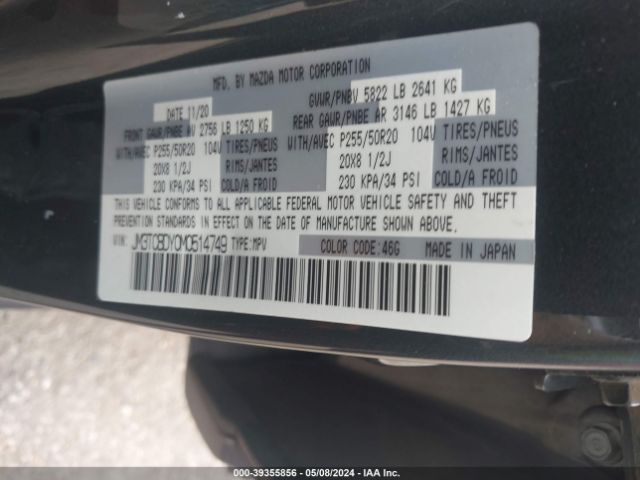 MFD. BY MAZDA MOTOR CORPORATION
DATE 11/20
GVWR/PNBV 5822 LB 2641 KG
FRONT GAWR/PNBE AV 2756 LB 1250 KG
REAR GAWR/PNBE AR 3146 LB 1427 KG
WITH/AVEC P255/50R20 104V TIRES/PNEUS
WITH/AVEC P255/50R20 104V TIRES/PNEUS
20X8 1/2J RIMS/JANTES
20X8 1/2J RIMS/JANTES
230 KPA/34 PSI COLD/A FROID
230 KPA/34 PSI COLD/A FROID
THIS VEHICLE CONFORMS TO ALL APPLICABLE FEDERAL MOTOR VEHICLE SAFETY AND THEFT
PREVENTION STANDARDS IN EFFECT ON THE DATE OF MANUFACTURE SHOWN ABOVE.
VIN: JM3TCBDY0M0514749 TYPE:MPV
COLOR CODE:46G MADE IN JAPAN
000-39355856 - 05/08/2024 - IAA Inc.